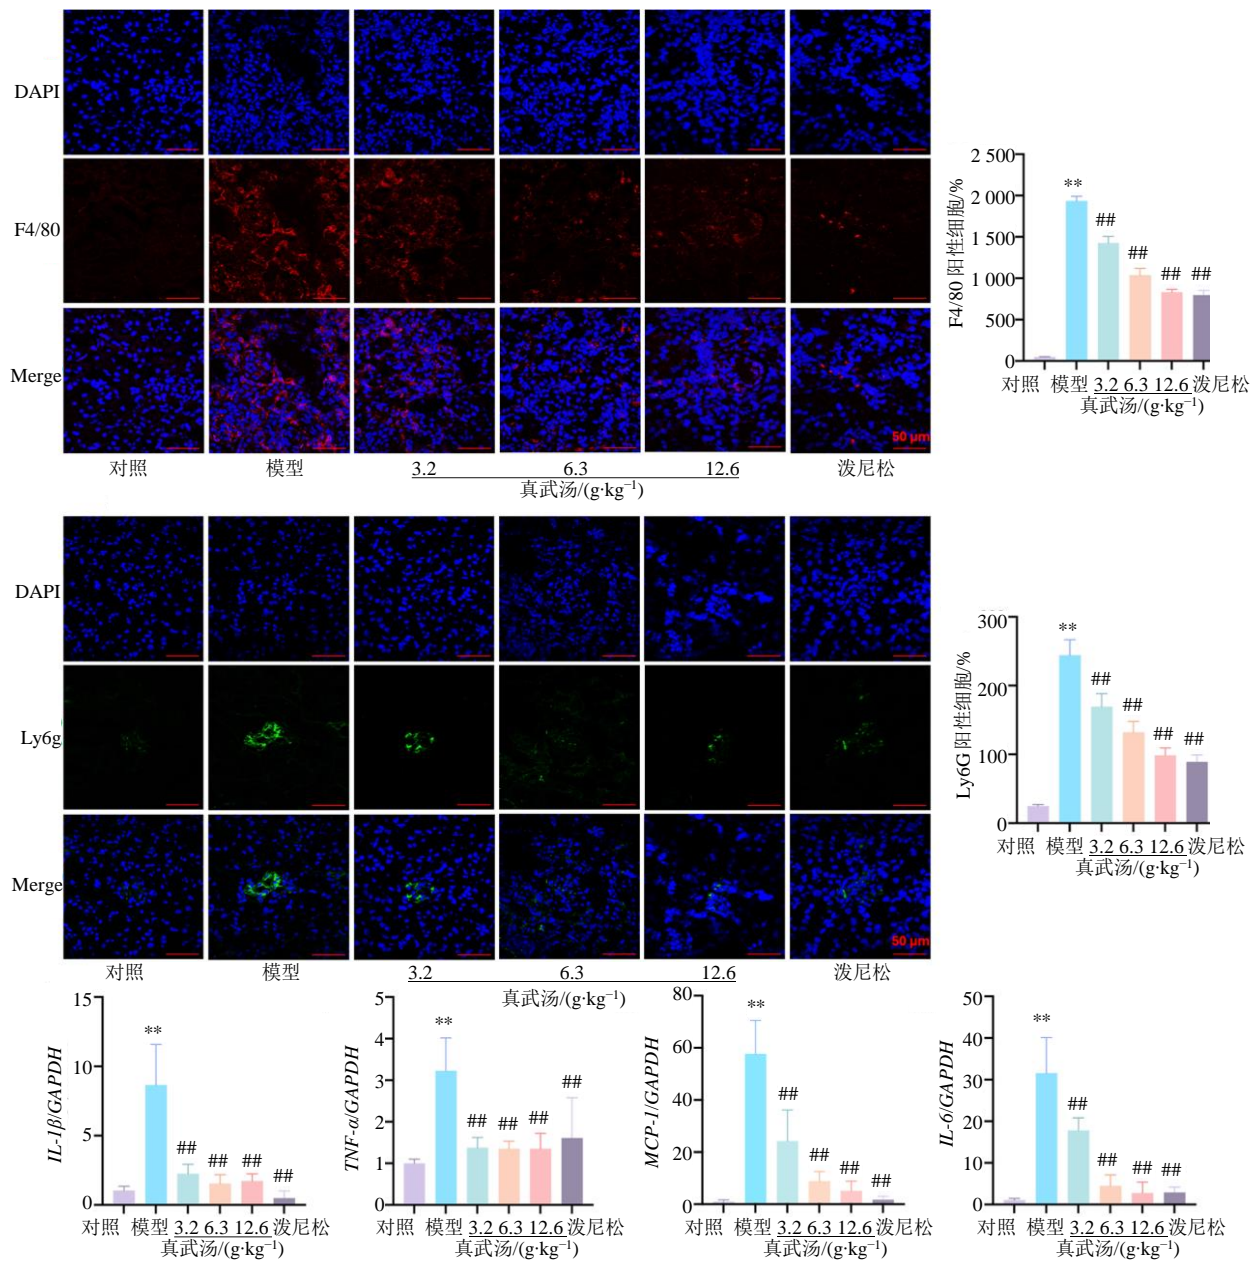 DAPI
F4/80
Merge
50 μm
对照 模型 3.2 6.3 12.6 泼尼松
真武汤/(g·kg⁻¹)
F4/80 阳性细胞/%
2 500
2 000
1 500
1 000
500
0
**
##
##
##
##
对照 模型 3.2 6.3 12.6 泼尼松
真武汤/(g·kg⁻¹)
DAPI
Ly6g
Merge
50 μm
对照 模型 3.2 6.3 12.6 泼尼松
真武汤/(g·kg⁻¹)
Ly6G 阳性细胞/%
300
200
100
0
**
##
##
##
##
对照 模型 3.2 6.3 12.6 泼尼松
真武汤/(g·kg⁻¹)
IL-1β/GAPDH
15
10
5
0
**
##
##
##
##
对照 模型 3.2 6.3 12.6 泼尼松
真武汤/(g·kg⁻¹)
TNF-α/GAPDH
5
4
3
2
1
0
**
##
##
##
##
对照 模型 3.2 6.3 12.6 泼尼松
真武汤/(g·kg⁻¹)
MCP-1/GAPDH
80
60
40
20
0
**
##
##
##
##
对照 模型 3.2 6.3 12.6 泼尼松
真武汤/(g·kg⁻¹)
IL-6/GAPDH
50
40
30
20
10
0
**
##
##
##
##
对照 模型 3.2 6.3 12.6 泼尼松
真武汤/(g·kg⁻¹)